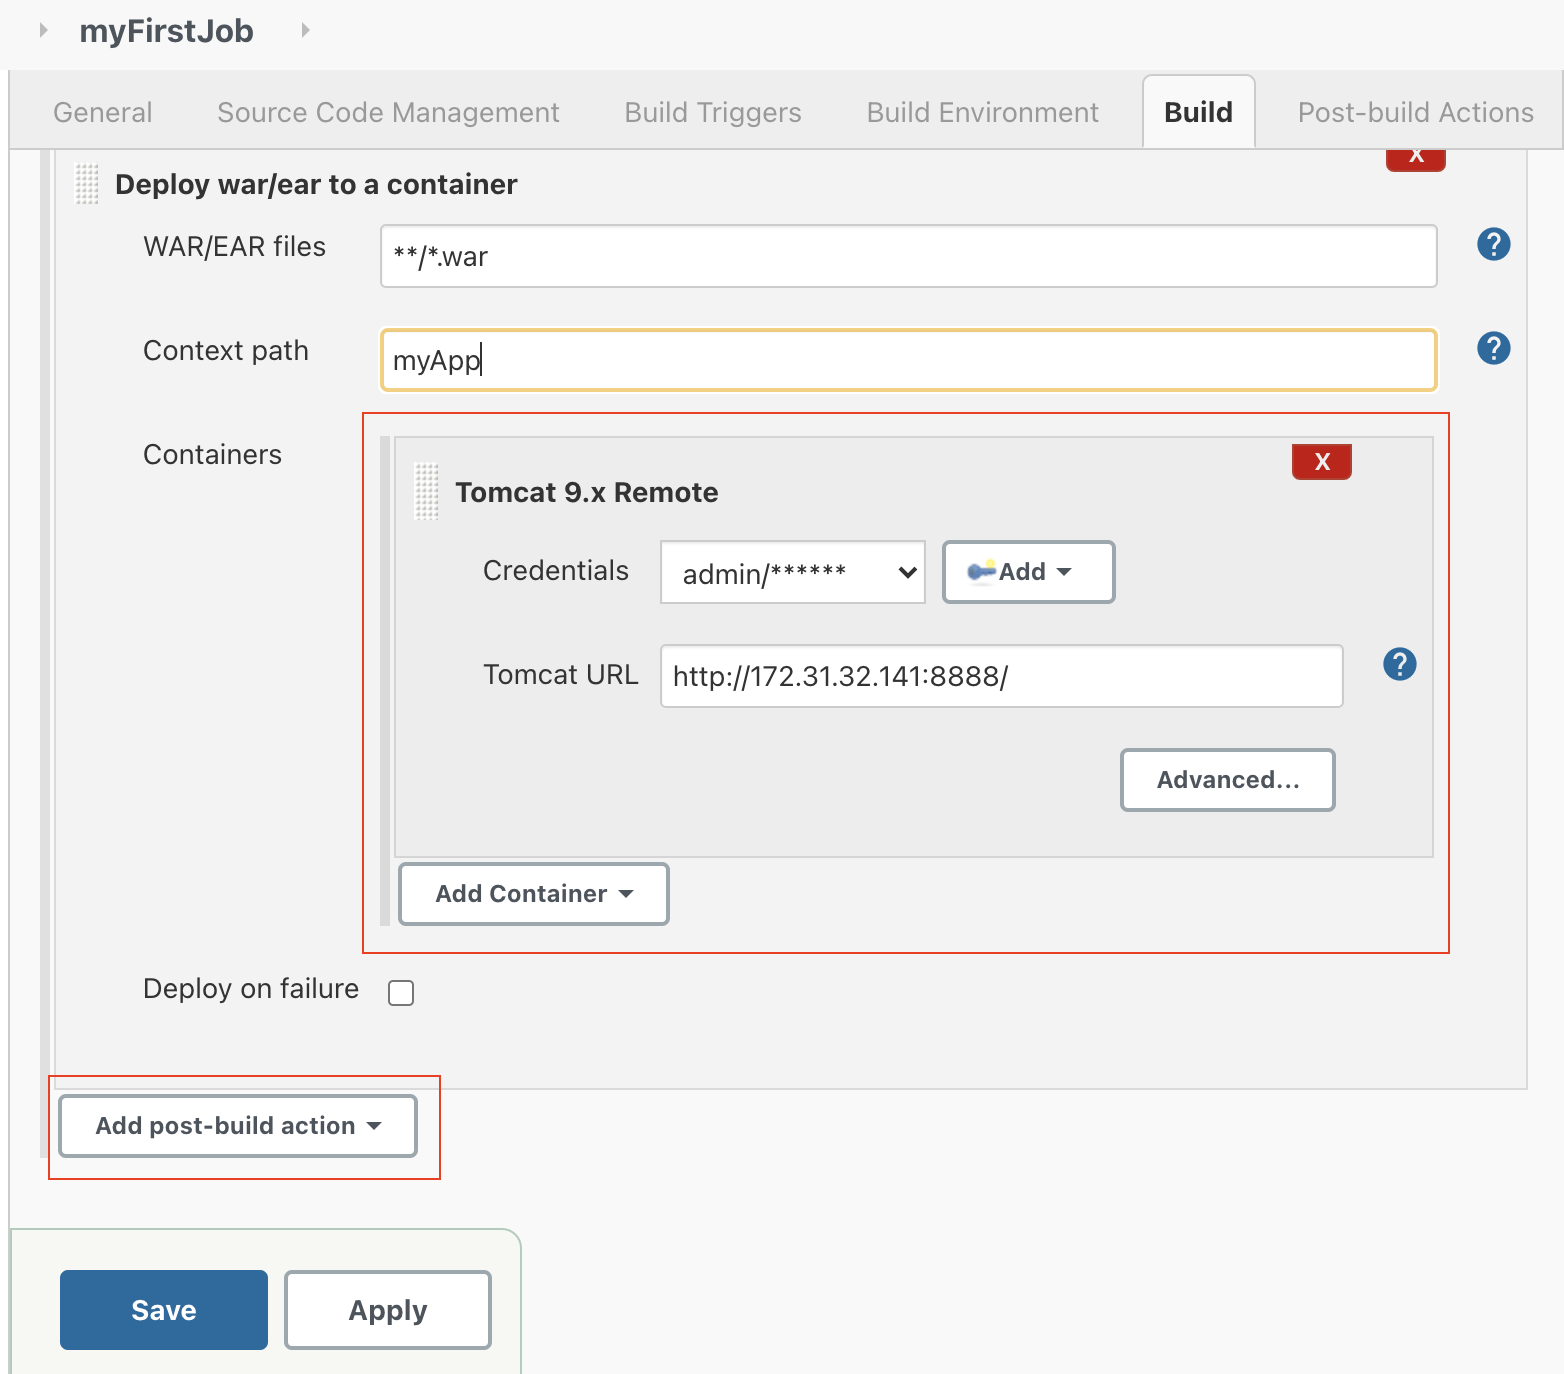 myFirstJob
General Source Code Management Build Triggers Build Environment Build Post-build Actions
X
Deploy war/ear to a container
WAR/EAR files **/*.war ?
Context path myApp ?
Containers
X
Tomcat 9.x Remote
Credentials admin/****** Add
Tomcat URL http://172.31.32.141:8888/ ?
Advanced...
Add Container
Deploy on failure
Add post-build action
Save Apply